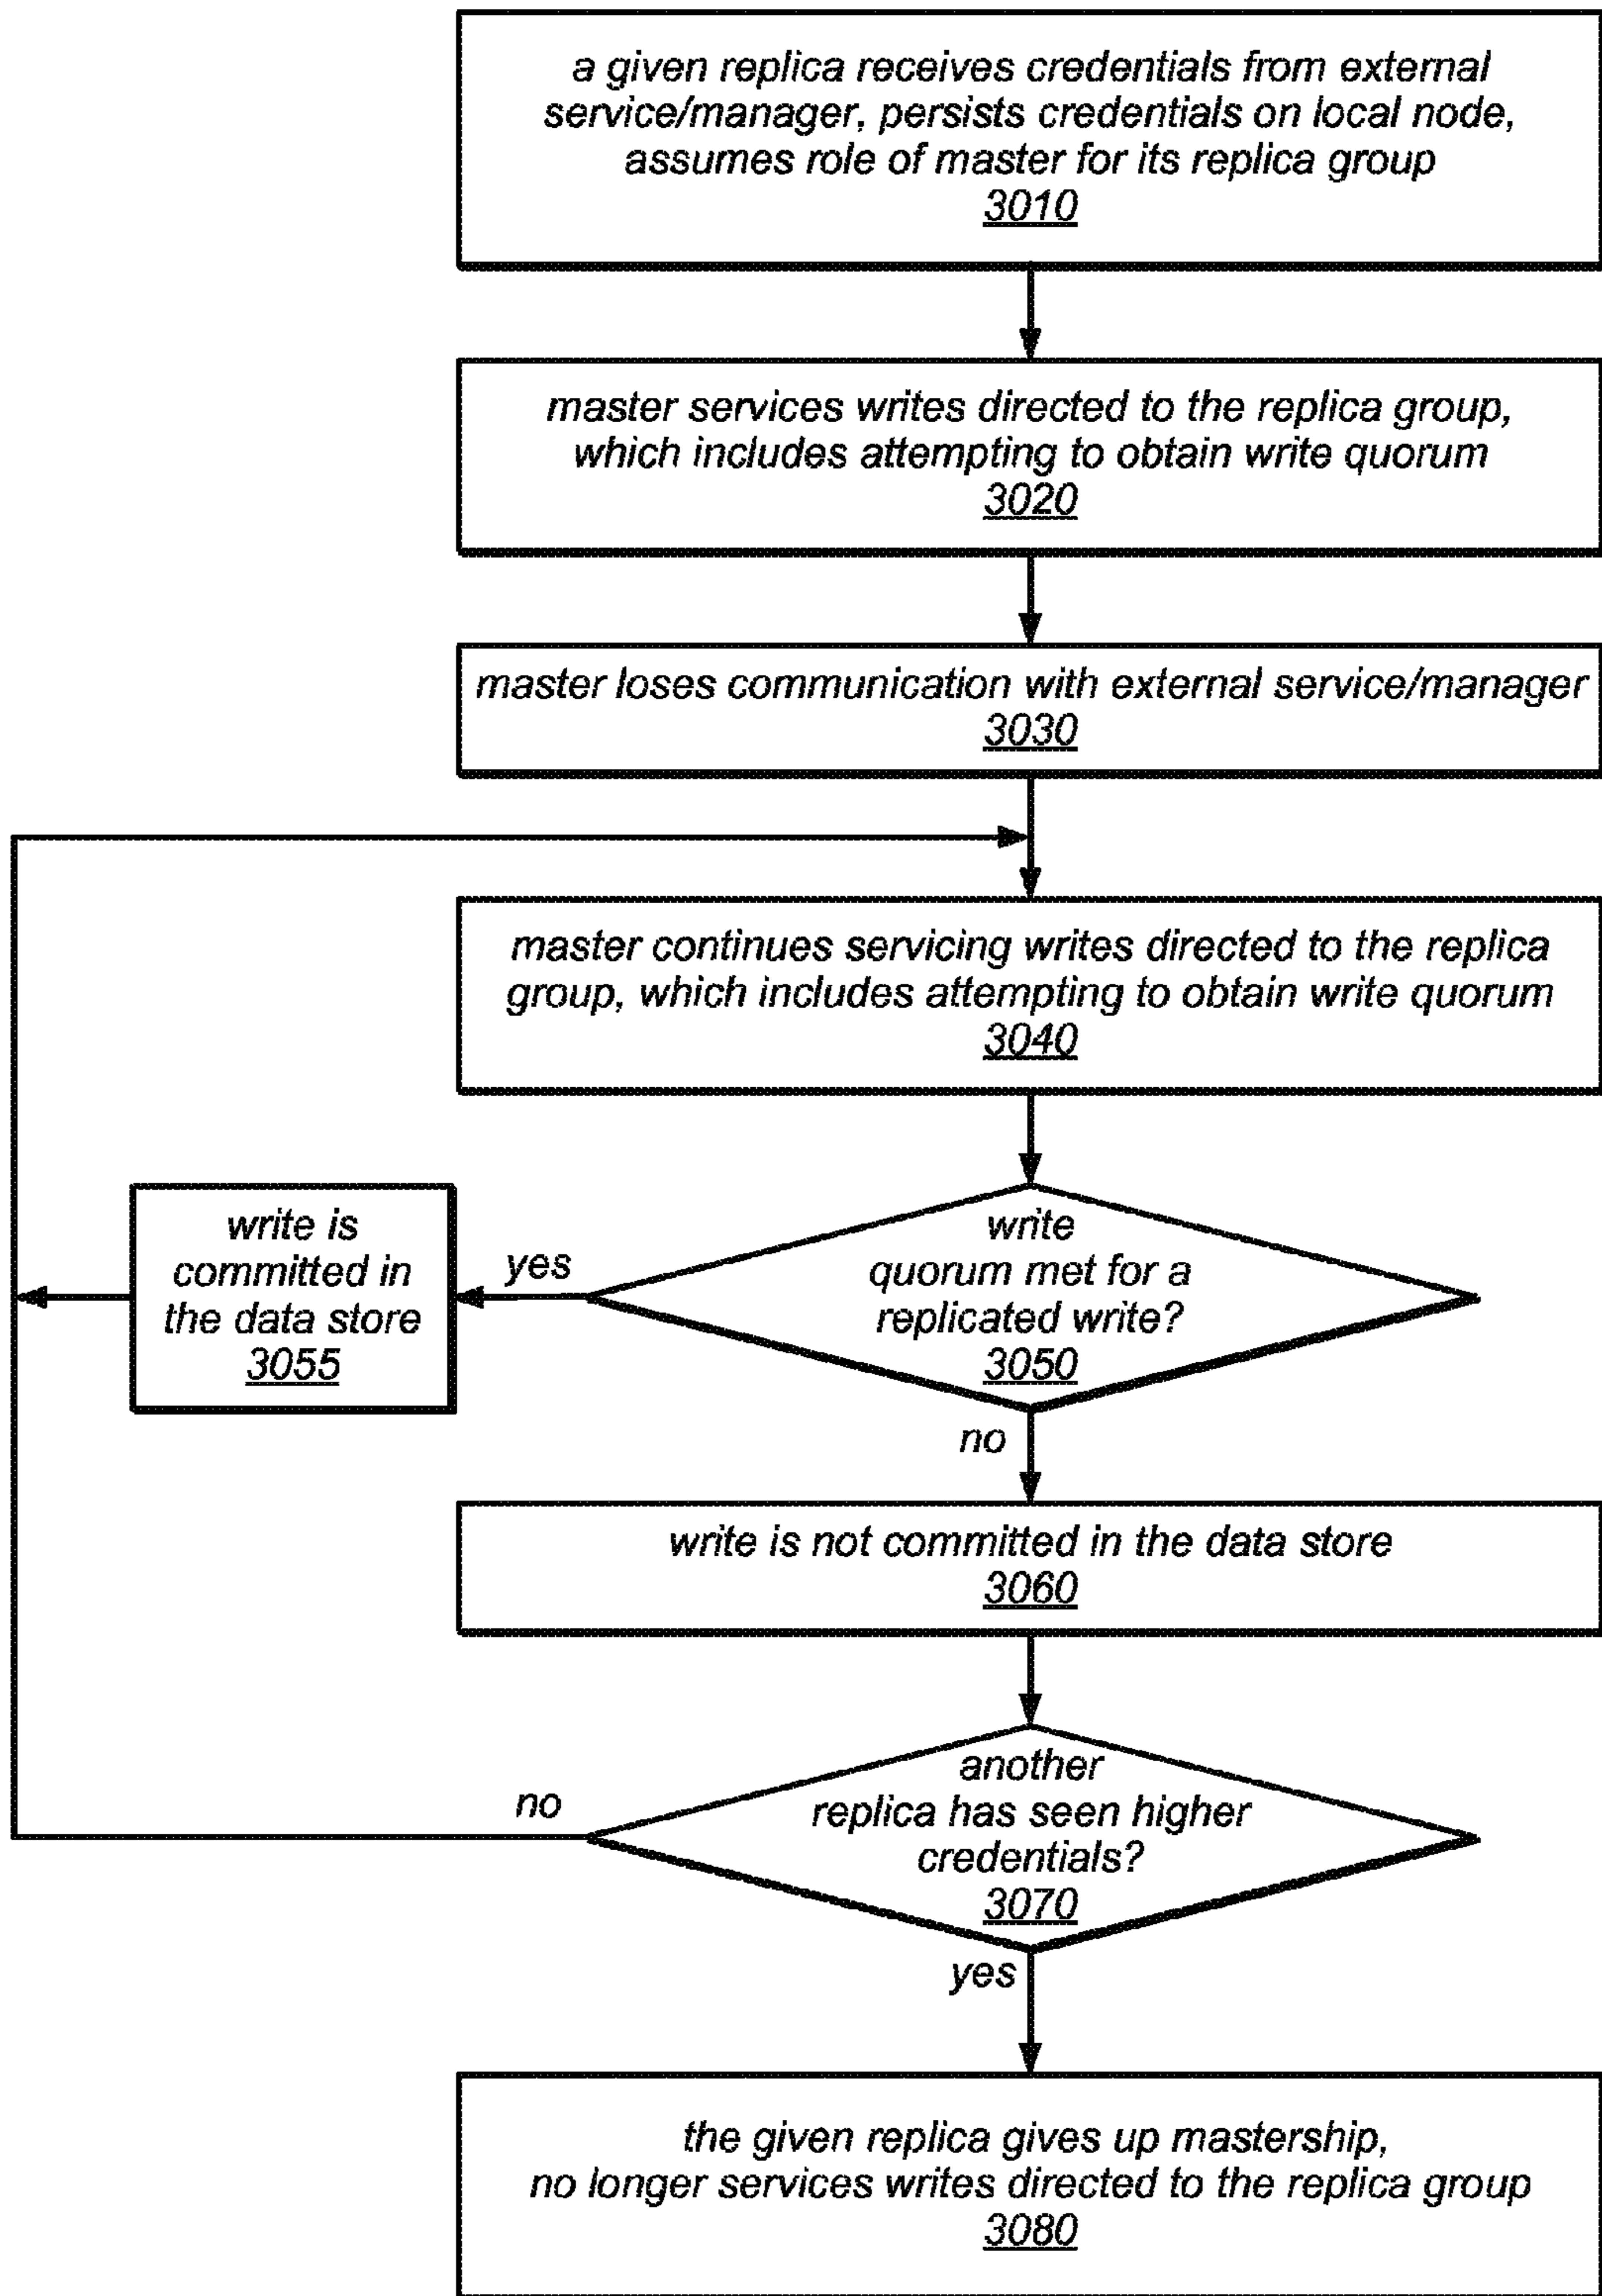 a given replica receives credentials from external
service/manager, persists credentials on local node,
assumes role of master for its replica group
3010
master services writes directed to the replica group,
which includes attempting to obtain write quorum
3020
master loses communication with external service/manager
3030
master continues servicing writes directed to the replica
group, which includes attempting to obtain write quorum
3040
write
quorum met for a
replicated write?
3050
yes
write is
committed in
the data store
3055
no
write is not committed in the data store
3060
another
replica has seen higher
credentials?
3070
no
yes
the given replica gives up mastership,
no longer services writes directed to the replica group
3080